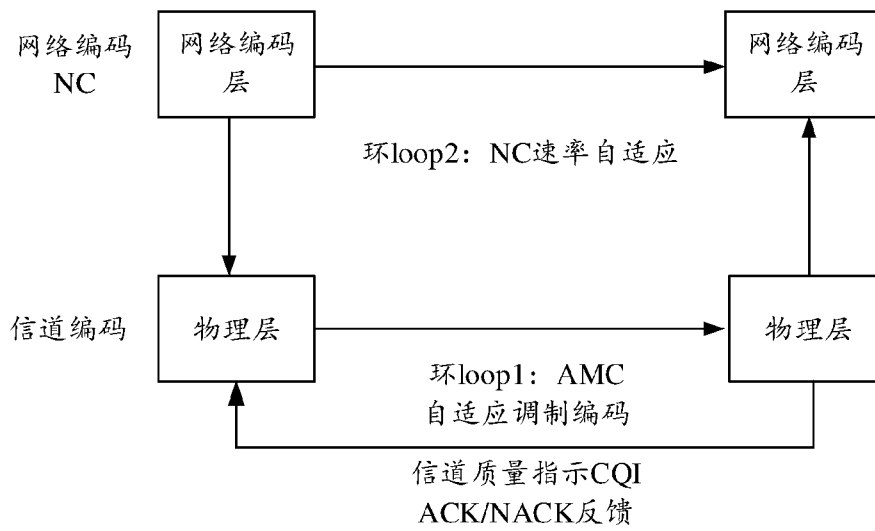 网络编码
NC
网络编码
层
网络编码
层
环loop2：NC速率自适应
信道编码
物理层
物理层
环loop1：AMC
自适应调制编码
信道质量指示CQI
ACK/NACK反馈